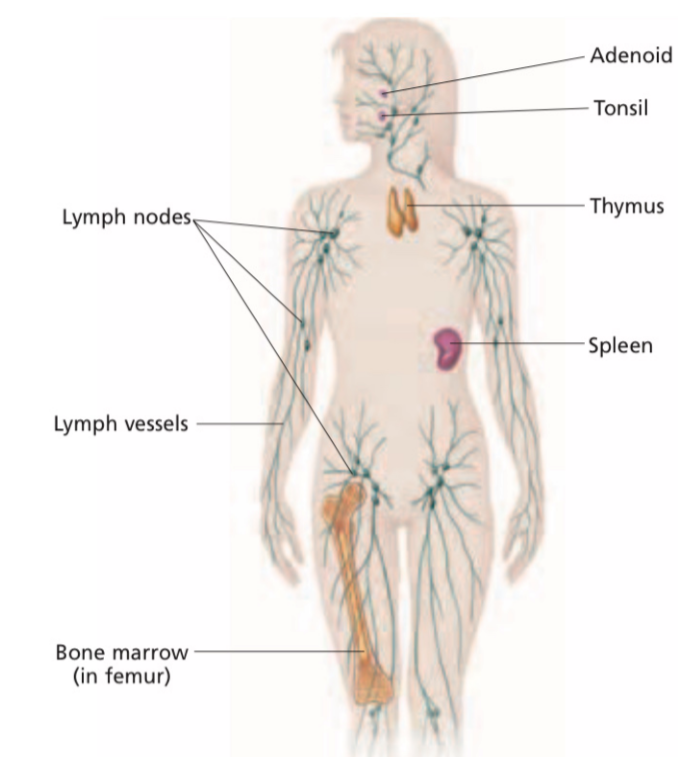 Adenoid
Tonsil
Thymus
Lymph nodes
Spleen
Lymph vessels
Bone marrow
(in femur)